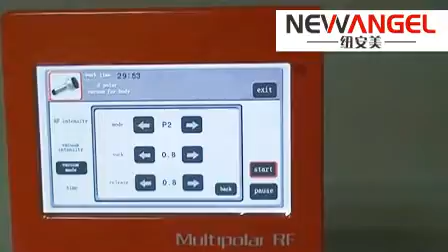 NEWANGEL
纽安美
work time 29:53
6 polar
vacuum for body
exit
RF intensity
mode P2
vacuum intensity
suck 0.8
vacuum mode
start
release 0.8
back
time
pause
Multipolar RF